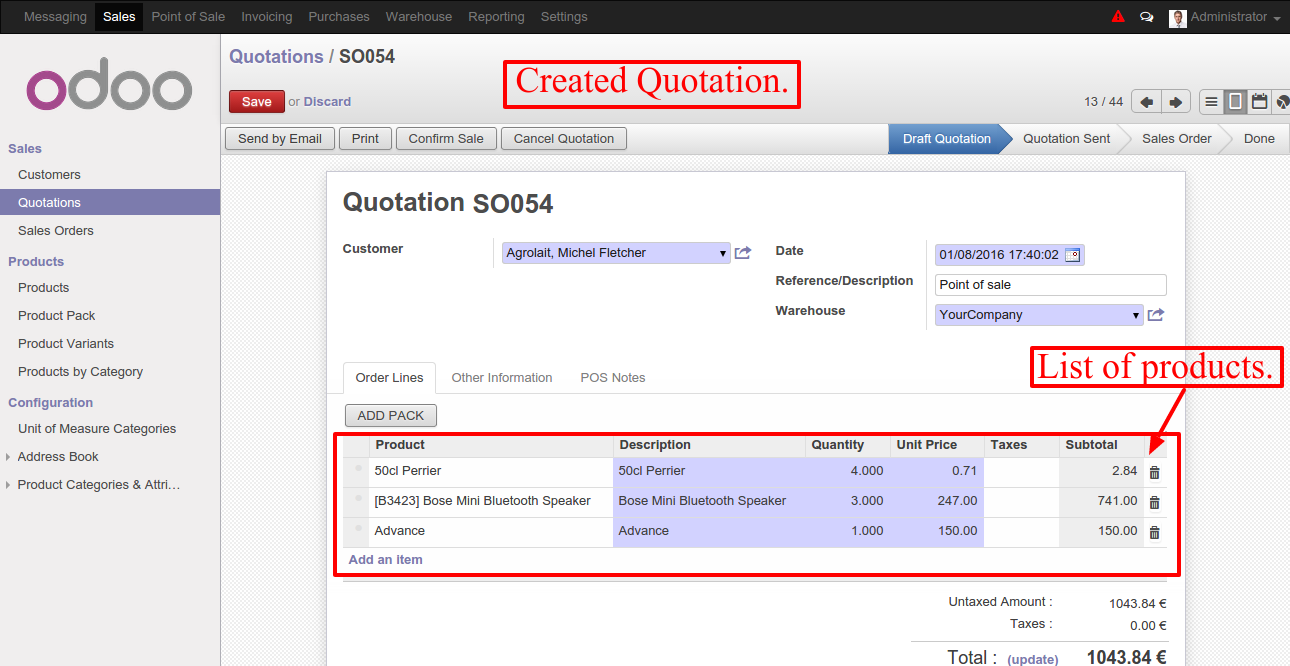 Messaging Sales Point of Sale Invoicing Purchases Warehouse Reporting Settings Administrator
odoo
Quotations / SO054
Created Quotation.
Save or Discard
13 / 44
Send by Email Print Confirm Sale Cancel Quotation
Draft Quotation Quotation Sent Sales Order Done
Sales
Customers
Quotations
Sales Orders
Products
Products
Product Pack
Product Variants
Products by Category
Configuration
Unit of Measure Categories
Address Book
Product Categories & Attri…
Quotation SO054
Customer Agrolait, Michel Fletcher
Date 01/08/2016 17:40:02
Reference/Description Point of sale
Warehouse YourCompany
List of products.
Order Lines Other Information POS Notes
ADD PACK
Product Description Quantity Unit Price Taxes Subtotal
50cl Perrier 50cl Perrier 4.000 0.71 2.84
[B3423] Bose Mini Bluetooth Speaker Bose Mini Bluetooth Speaker 3.000 247.00 741.00
Advance Advance 1.000 150.00 150.00
Add an item
Untaxed Amount : 1043.84 €
Taxes : 0.00 €
Total : (update) 1043.84 €